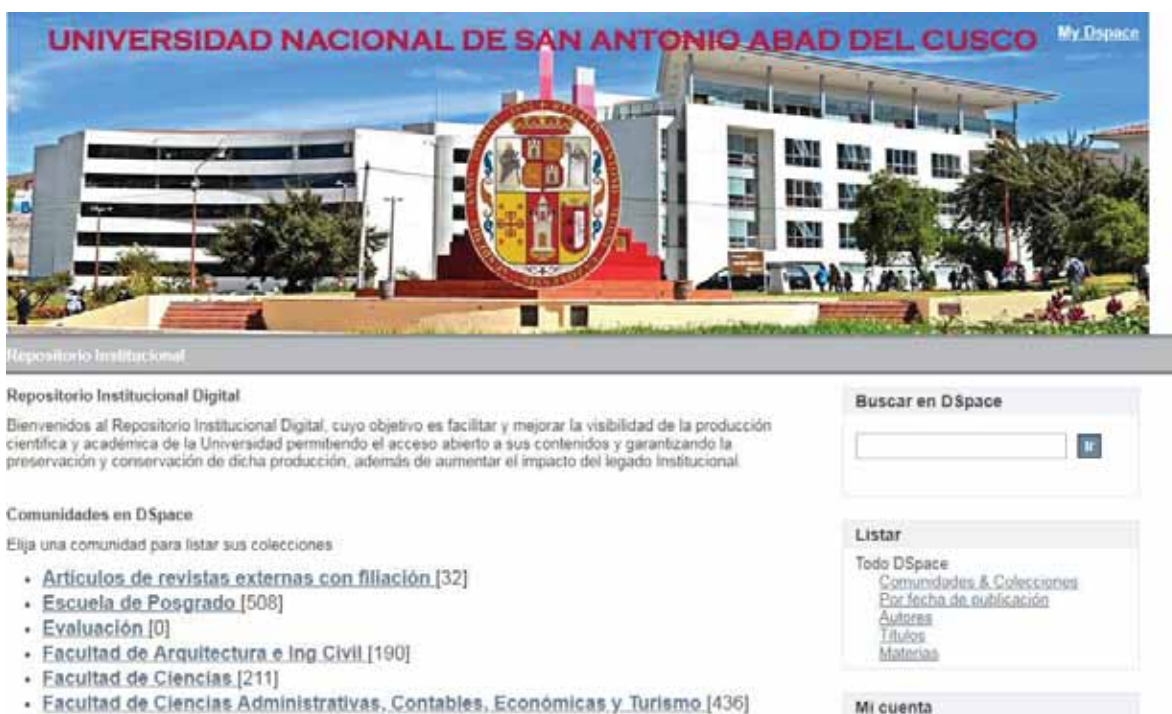 UNIVERSIDAD NACIONAL DE SAN ANTONIO ABAD DEL CUSCO
My Dspace
Repositorio Institucional
Repositorio Institucional Digital
Bienvenidos al Repositorio Institucional Digital, cuyo objetivo es facilitar y mejorar la visibilidad de la producción
científica y académica de la Universidad permitiendo el acceso abierto a sus contenidos y garantizando la
preservación y conservación de dicha producción, además de aumentar el impacto del legado Institucional.
Comunidades en DSpace
Elija una comunidad para listar sus colecciones
• Artículos de revistas externas con filiación [32]
• Escuela de Posgrado [508]
• Evaluación [0]
• Facultad de Arquitectura e Ing Civil [190]
• Facultad de Ciencias [211]
• Facultad de Ciencias Administrativas, Contables, Económicas y Turismo [436]
Buscar en DSpace
Ir
Listar
Todo DSpace
Comunidades & Colecciones
Por fecha de publicación
Autores
Títulos
Materias
Mi cuenta